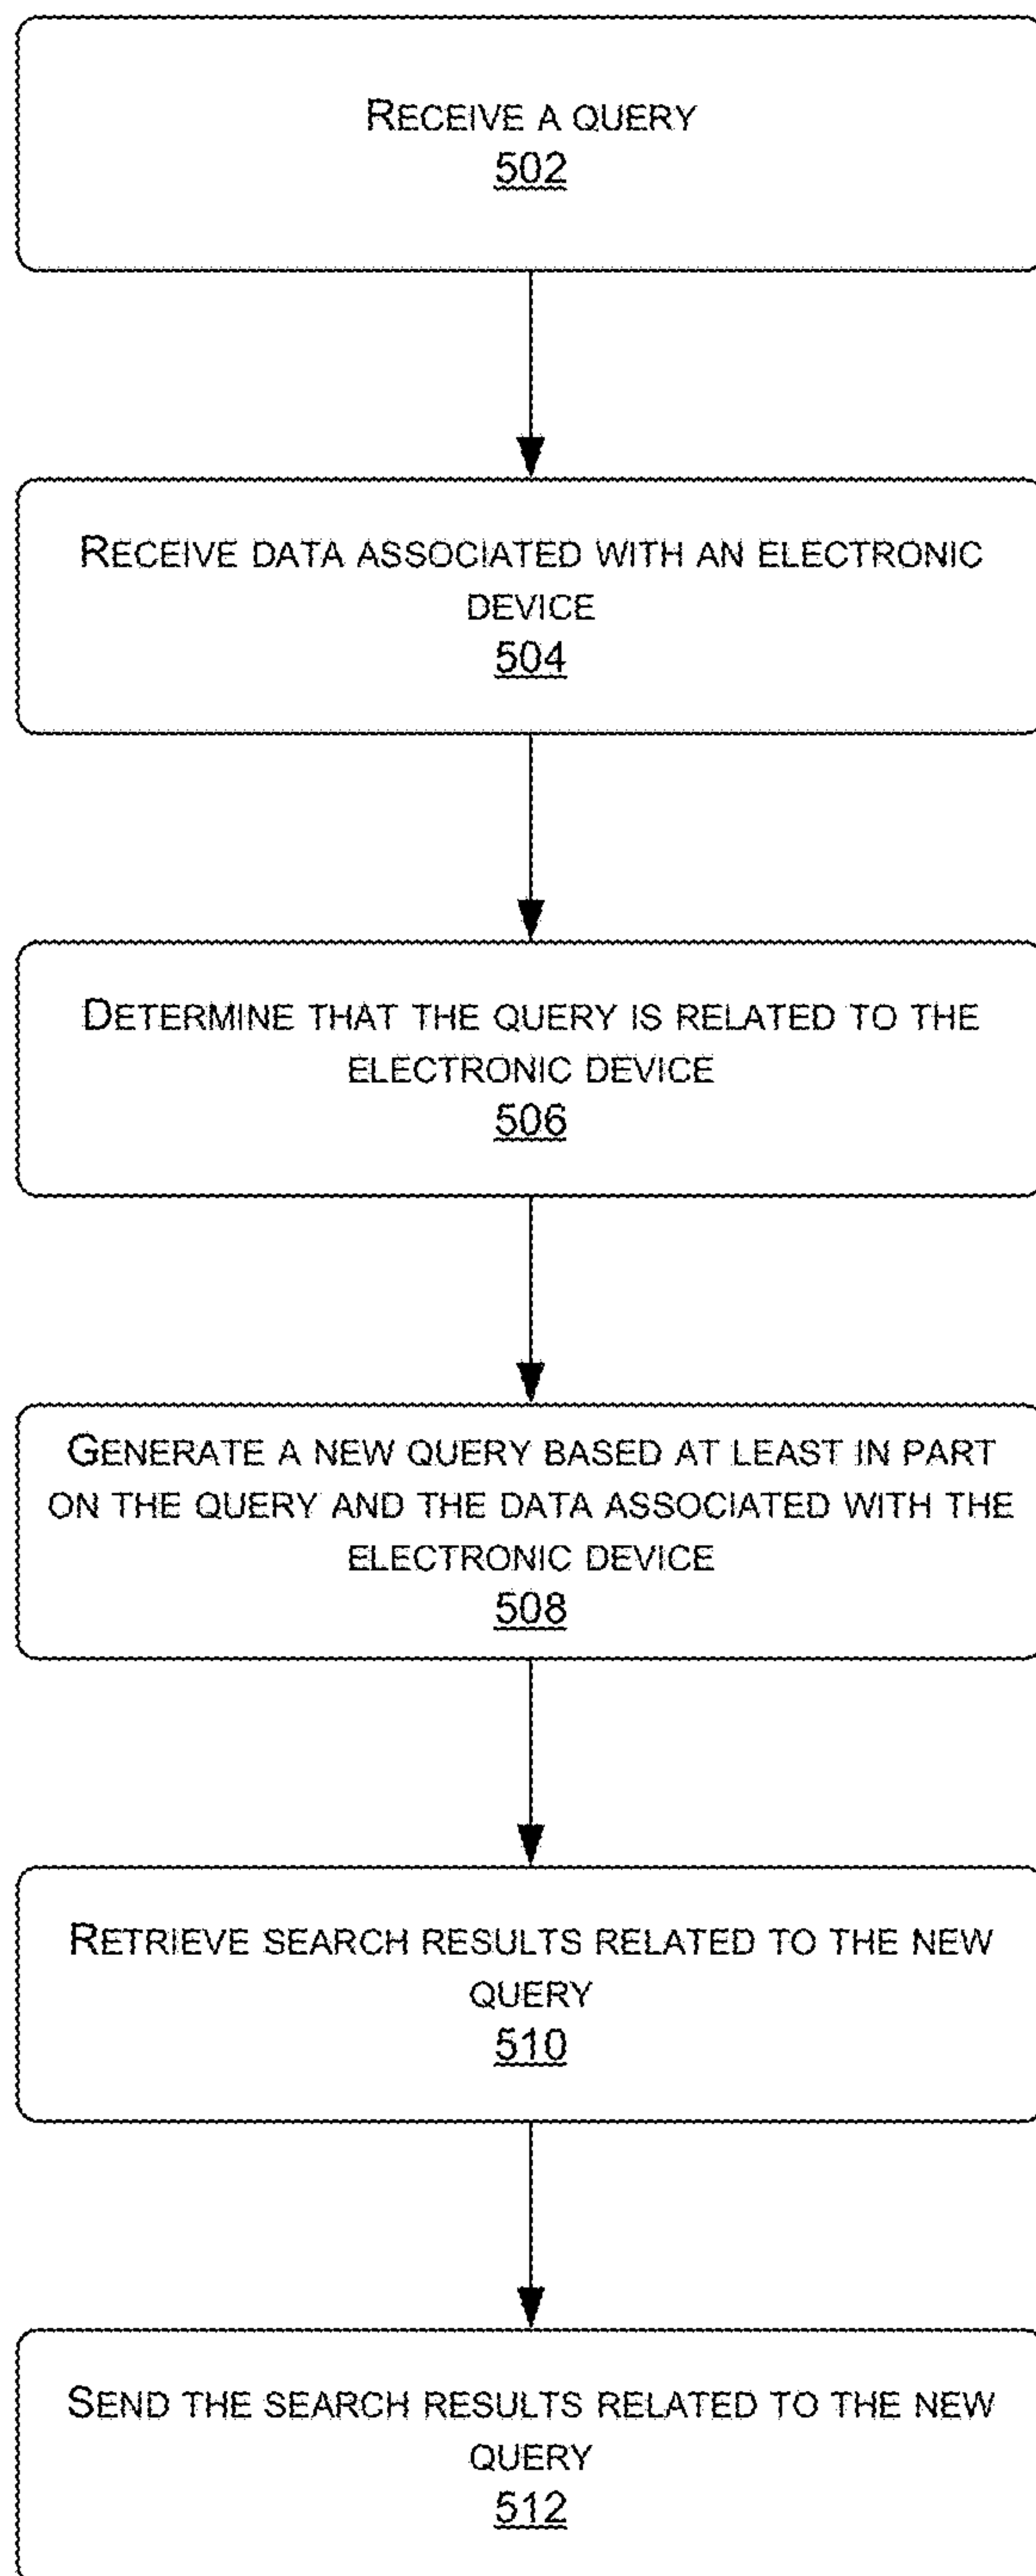 RECEIVE A QUERY
502
RECEIVE DATA ASSOCIATED WITH AN ELECTRONIC
DEVICE
504
DETERMINE THAT THE QUERY IS RELATED TO THE
ELECTRONIC DEVICE
506
GENERATE A NEW QUERY BASED AT LEAST IN PART
ON THE QUERY AND THE DATA ASSOCIATED WITH THE
ELECTRONIC DEVICE
508
RETRIEVE SEARCH RESULTS RELATED TO THE NEW
QUERY
510
SEND THE SEARCH RESULTS RELATED TO THE NEW
QUERY
512